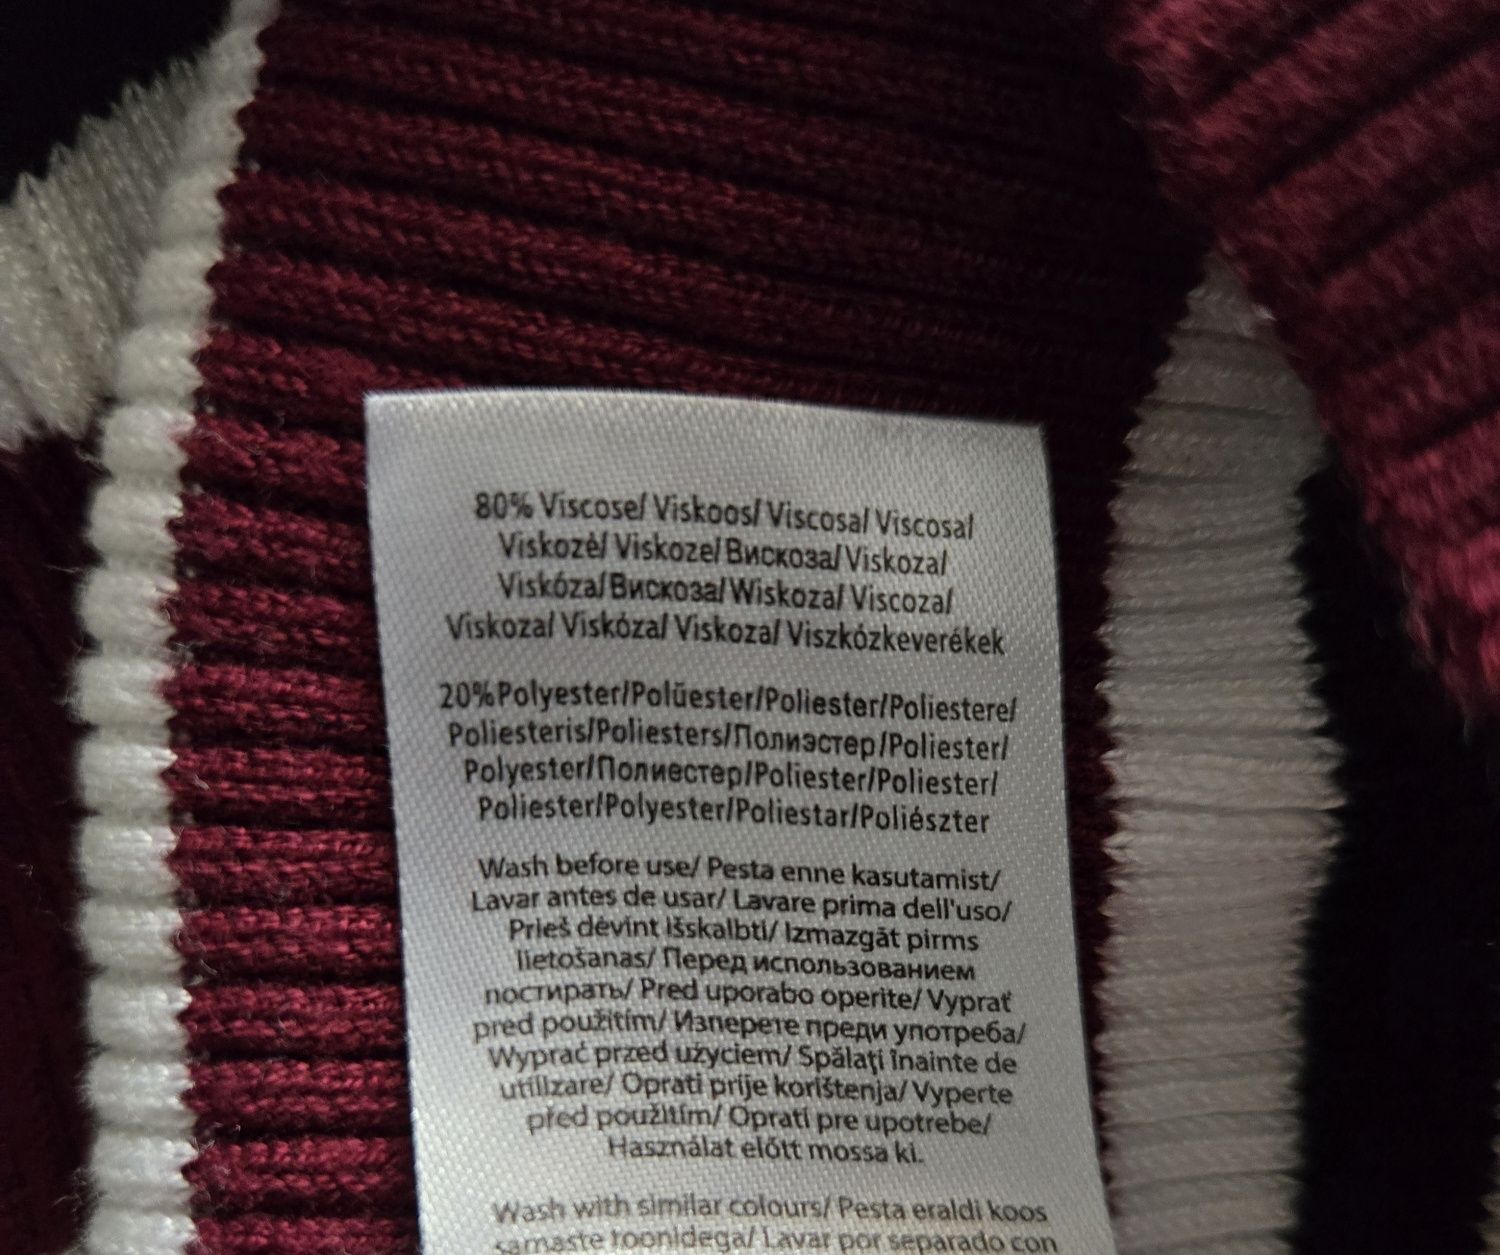 80% Viscose/ Viskoos/ Viscosa/ Viscosa/
Viskozė/ Viskoze/ Вискоза/ Viskoza/
Viskóza/ Вискоза/ Wiskoza/ Viscoza/
Viskoza/ Viskóza/ Viskoza/ Viszkózkeverékek
20%Polyester/Polüester/Poliester/Poliestere/
Poliesteris/Poliesters/Полиэстер/Poliester/
Polyester/Полиестер/Poliester/Poliester/
Poliester/Polyester/Poliestar/Poliészter
Wash before use/ Pesta enne kasutamist/
Lavar antes de usar/ Lavare prima dell'uso/
Prieš dėvint išskalbti/ Izmazgāt pirms
lietošanas/ Перед использованием
постирать/ Pred uporabo operite/ Vyprať
pred použitím/ Изперете преди употреба/
Wyprać przed użyciem/ Spălaţi înainte de
utilizare/ Oprati prije korištenja/ Vyperte
před použitím/ Oprati pre upotrebe/
Használat előtt mossa ki.
Wash with similar colours/ Pesta eraldi koos
samaste toonidega/ Lavar por separado con